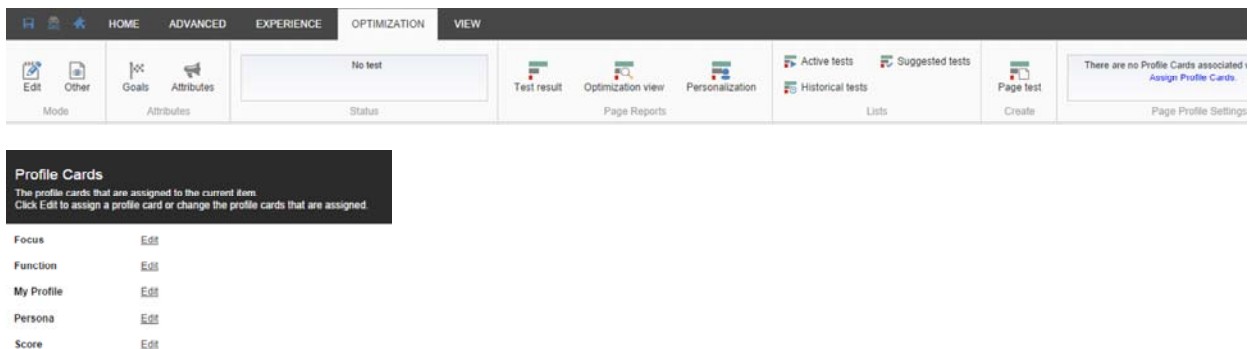 HOME ADVANCED EXPERIENCE OPTIMIZATION VIEW
No test
There are no Profile Cards associated
Assign Profile Cards.
Active tests Suggested tests
Historical tests
Edit Other Goals Attributes Test result Optimization view Personalization Page test
Mode Attributes Status Page Reports Lists Create Page Profile Settings
Profile Cards
The profile cards that are assigned to the current item.
Click Edit to assign a profile card or change the profile cards that are assigned.
Focus Edit
Function Edit
My Profile Edit
Persona Edit
Score Edit